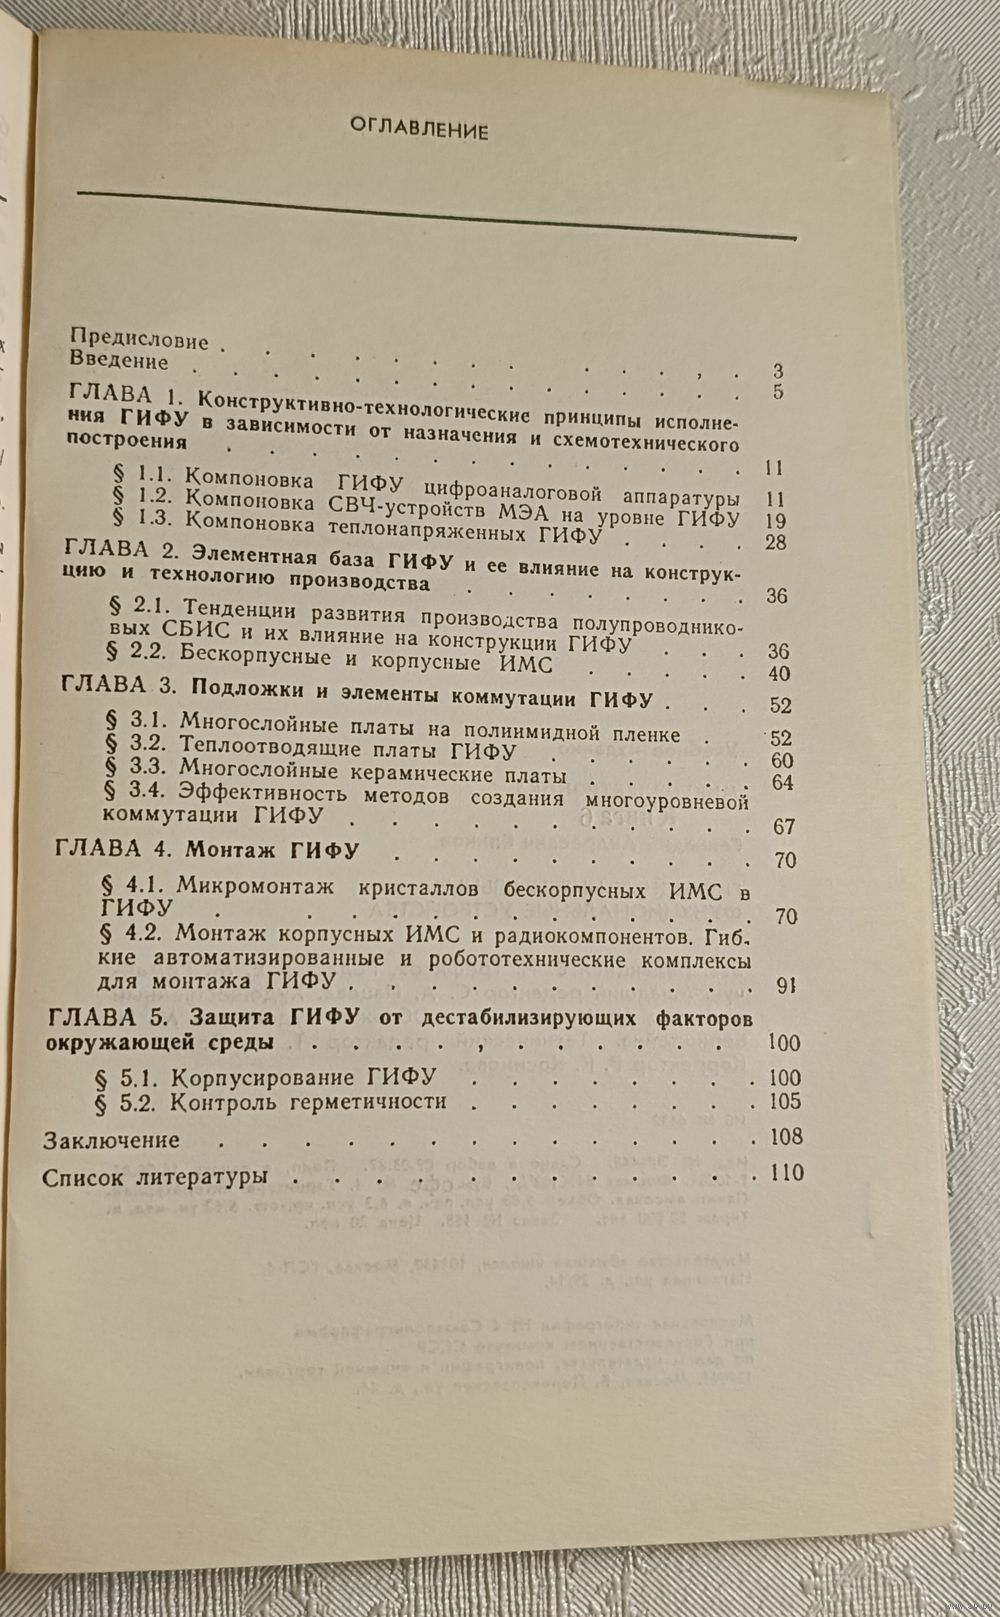 ОГЛАВЛЕНИЕ
Предисловие . . . . . . . . . . . . . 3
Введение . . . . . . . . . . . . . . 5
ГЛАВА 1. Конструктивно-технологические принципы исполне-
ния ГИФУ в зависимости от назначения и схемотехнического
построения . . . . . . . . . . . . . 11
§ 1.1. Компоновка ГИФУ цифроаналоговой аппаратуры 11
§ 1.2. Компоновка СВЧ-устройств МЭА на уровне ГИФУ 19
§ 1.3. Компоновка теплонапряженных ГИФУ . . . . 28
ГЛАВА 2. Элементная база ГИФУ и ее влияние на конструк-
цию и технологию производства . . . . . . . . 36
§ 2.1. Тенденции развития производства полупроводнико-
вых СБИС и их влияние на конструкции ГИФУ . . . 36
§ 2.2. Бескорпусные и корпусные ИМС . . . . . 40
ГЛАВА 3. Подложки и элементы коммутации ГИФУ . . . 52
§ 3.1. Многослойные платы на полиимидной пленке . 52
§ 3.2. Теплоотводящие платы ГИФУ . . . . . . 60
§ 3.3. Многослойные керамические платы . . . . . 64
§ 3.4. Эффективность методов создания многоуровневой
коммутации ГИФУ . . . . . . . . . . 67
ГЛАВА 4. Монтаж ГИФУ . . . . . . . . . 70
§ 4.1. Микромонтаж кристаллов бескорпусных ИМС в
ГИФУ . . . . . . . . . . . . 70
§ 4.2. Монтаж корпусных ИМС и радиокомпонентов. Гиб-
кие автоматизированные и робототехнические комплексы
для монтажа ГИФУ . . . . . . . . . . 91
ГЛАВА 5. Защита ГИФУ от дестабилизирующих факторов
окружающей среды . . . . , . . . . . . 100
§ 5.1. Корпусирование ГИФУ . . . . . . . . 100
§ 5.2. Контроль герметичности . . . . . . . . 105
Заключение . . . . . . . . . . . . . 108
Список литературы . . . . . . . . . . . . 110